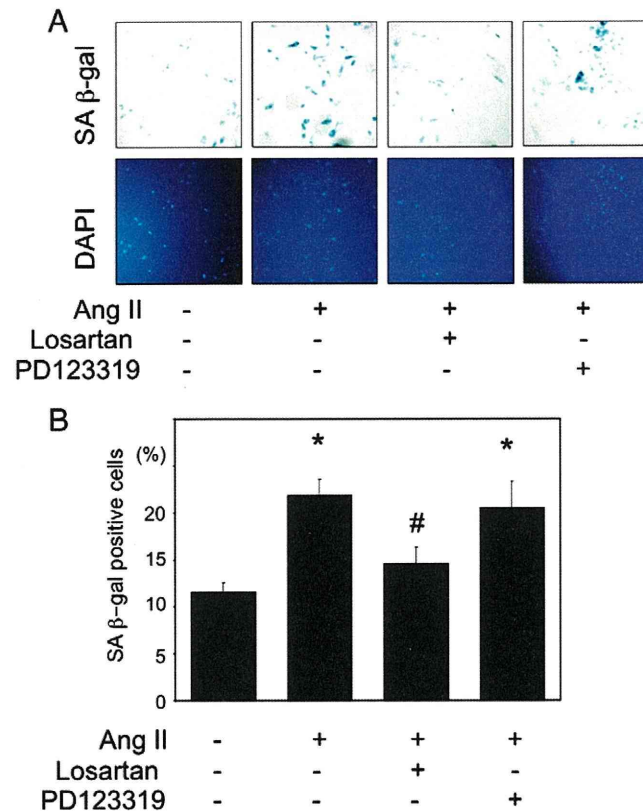 A
SA β-gal
DAPI
Ang II - + + +
Losartan - - + -
PD123319 - - - +
B
SA β-gal positive cells
(%)
20
15
10
5
0
* # *
Ang II - + + +
Losartan - - + -
PD123319 - - - +